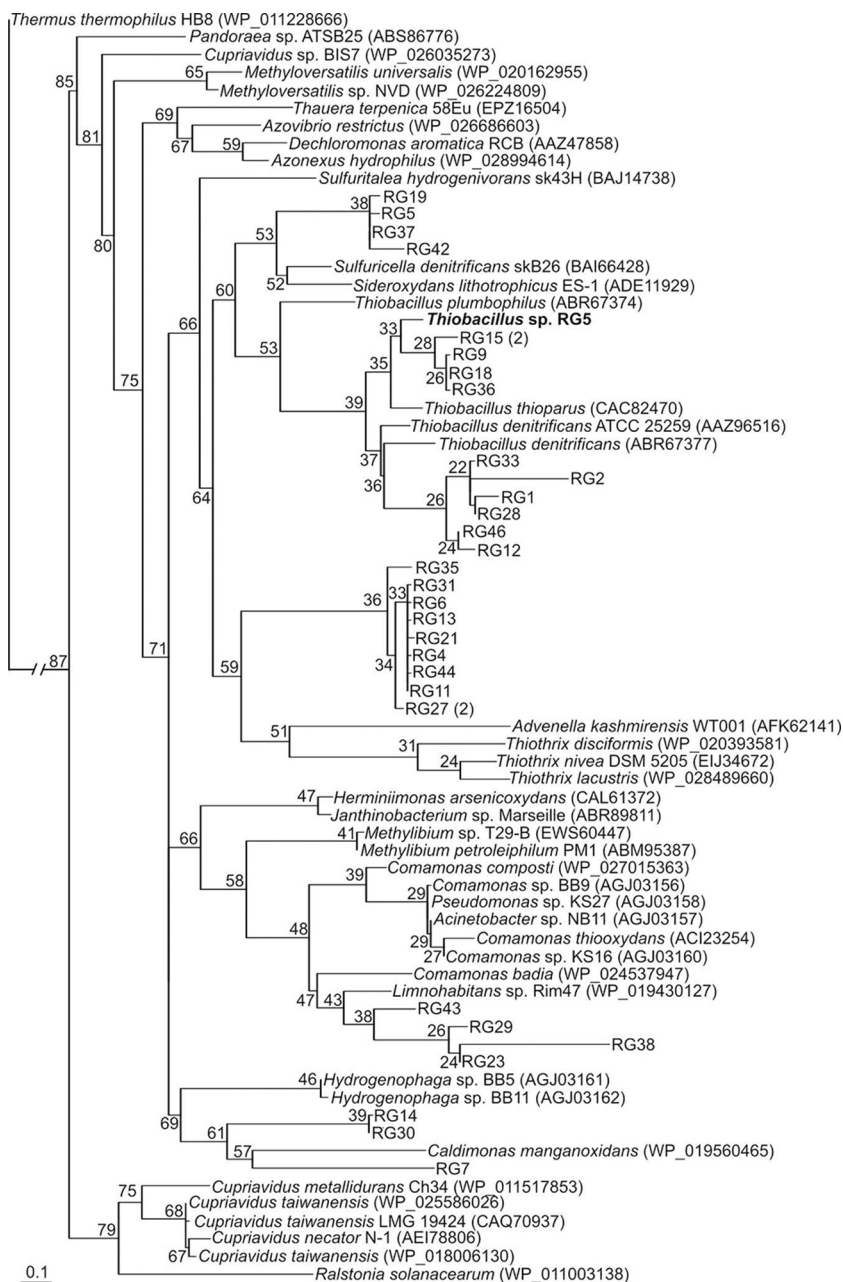 Thermus thermophilus HB8 (WP_011228666)
Pandoraea sp. ATSB25 (ABS86776)
85
Cupriavidus sp. BIS7 (WP_026035273)
81
65 Methyloversatilis universalis (WP_020162955)
Methyloversatilis sp. NVD (WP_026224809)
80
Thauera terpenica 58Eu (EPZ16504)
69
Azovibrio restrictus (WP_026686603)
67
59 Dechloromonas aromatica RCB (AAZ47858)
Azonexus hydrophilus (WP_028994614)
75
Sulfuritalea hydrogenivorans sk43H (BAJ14738)
66
RG19
38 RG5
RG37
53
RG42
Sulfuricella denitrificans skB26 (BAI66428)
52
Sideroxydans lithotrophicus ES-1 (ADE11929)
60
Thiobacillus plumbophilus (ABR67374)
53
Thiobacillus sp. RG5
33
RG15 (2)
28
RG9
RG18
26
RG36
35
Thiobacillus thioparus (CAC82470)
39
Thiobacillus denitrificans ATCC 25259 (AAZ96516)
37
Thiobacillus denitrificans (ABR67377)
36
RG33
22
RG2
RG1
RG28
26
RG46
24
RG12
64
RG35
RG31
33
36
RG6
RG13
RG21
RG4
34
RG44
RG11
RG27 (2)
59
Advenella kashmirensis WT001 (AFK62141)
51
31 Thiothrix disciformis (WP_020393581)
24 Thiothrix nivea DSM 5205 (EIJ34672)
Thiothrix lacustris (WP_028489660)
71
87
47 Herminiimonas arsenicoxydans (CAL61372)
Janthinobacterium sp. Marseille (ABR89811)
66
41 Methylibium sp. T29-B (EWS60447)
Methylibium petroleiphilum PM1 (ABM95387)
58
Comamonas composti (WP_027015363)
39
Comamonas sp. BB9 (AGJ03156)
29
Pseudomonas sp. KS27 (AGJ03158)
Acinetobacter sp. NB11 (AGJ03157)
29
Comamonas thiooxydans (ACI23254)
27 Comamonas sp. KS16 (AGJ03160)
48
Comamonas badia (WP_024537947)
47
43 Limnohabitans sp. Rim47 (WP_019430127)
RG43
38
RG29
26
RG38
24 RG23
46 Hydrogenophaga sp. BB5 (AGJ03161)
Hydrogenophaga sp. BB11 (AGJ03162)
69
39 RG14
RG30
61
Caldimonas manganoxidans (WP_019560465)
57
RG7
Cupriavidus metallidurans Ch34 (WP_011517853)
75
Cupriavidus taiwanensis (WP_025586026)
68
Cupriavidus taiwanensis LMG 19424 (CAQ70937)
Cupriavidus necator N-1 (AEI78806)
67 Cupriavidus taiwanensis (WP_018006130)
79
Ralstonia solanacearum (WP_011003138)
0.1